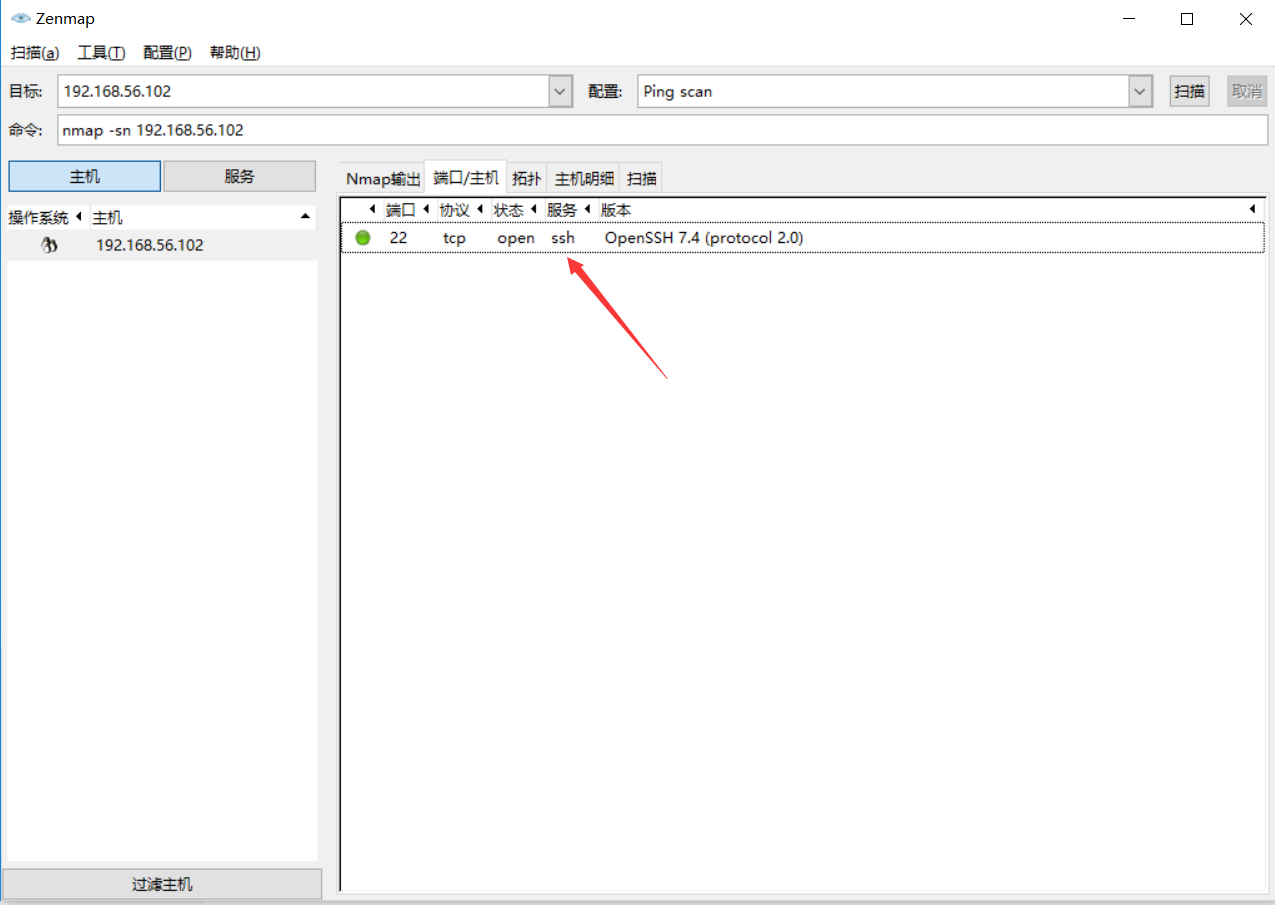 Zenmap
扫描(a) 工具(T) 配置(P) 帮助(H)
目标: 192.168.56.102 配置: Ping scan 扫描 取消
命令: nmap -sn 192.168.56.102
主机 服务
Nmap输出 端口/主机 拓扑 主机明细 扫描
操作系统 主机
192.168.56.102
端口 协议 状态 服务 版本
22 tcp open ssh OpenSSH 7.4 (protocol 2.0)
过滤主机